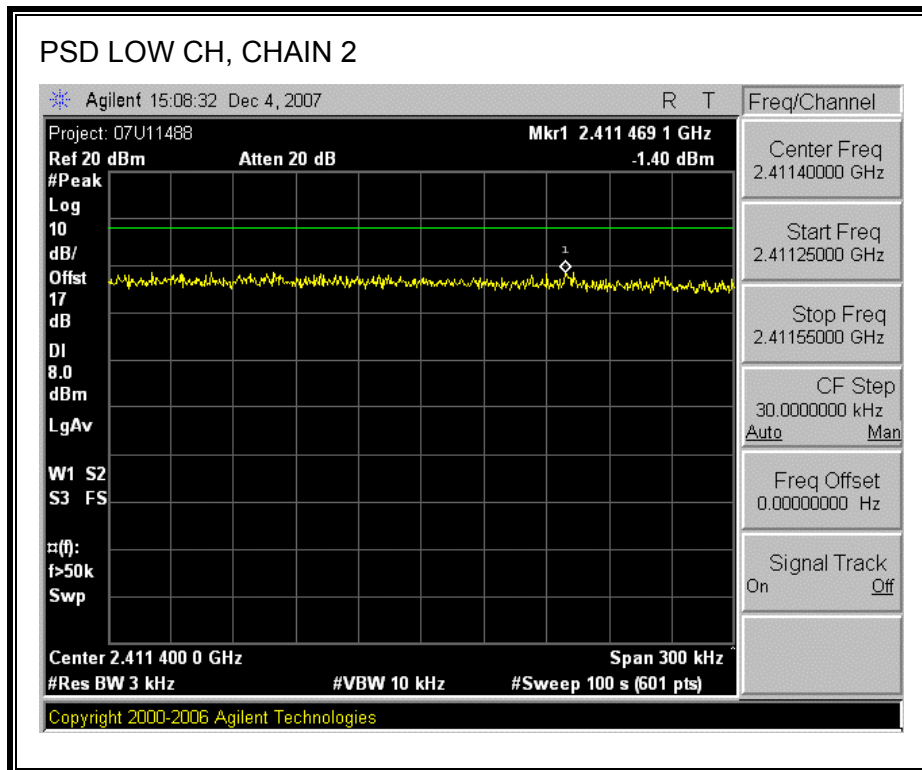 PSD LOW CH, CHAIN 2
Agilent 15:08:32 Dec 4, 2007
R T
Freq/Channel
Project: 07U11488
Mkr1 2.411 469 1 GHz
Ref 20 dBm
Atten 20 dB
-1.40 dBm
#Peak
Log
10
dB/
Offst
17
dB
DI
8.0
dBm
LgAv
W1 S2
S3 FS
¤(f):
f>50k
Swp
1
Center 2.411 400 0 GHz
Span 300 kHz ^
#Res BW 3 kHz
#VBW 10 kHz
#Sweep 100 s (601 pts)
Center Freq
2.41140000 GHz
Start Freq
2.41125000 GHz
Stop Freq
2.41155000 GHz
CF Step
30.0000000 kHz
Auto Man
Freq Offset
0.00000000 Hz
Signal Track
On Off
Copyright 2000-2006 Agilent Technologies